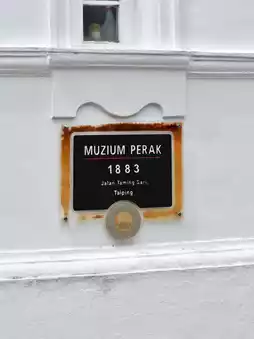 MUZIUM PERAK
1883
Jalan Taming Sari,
Taiping